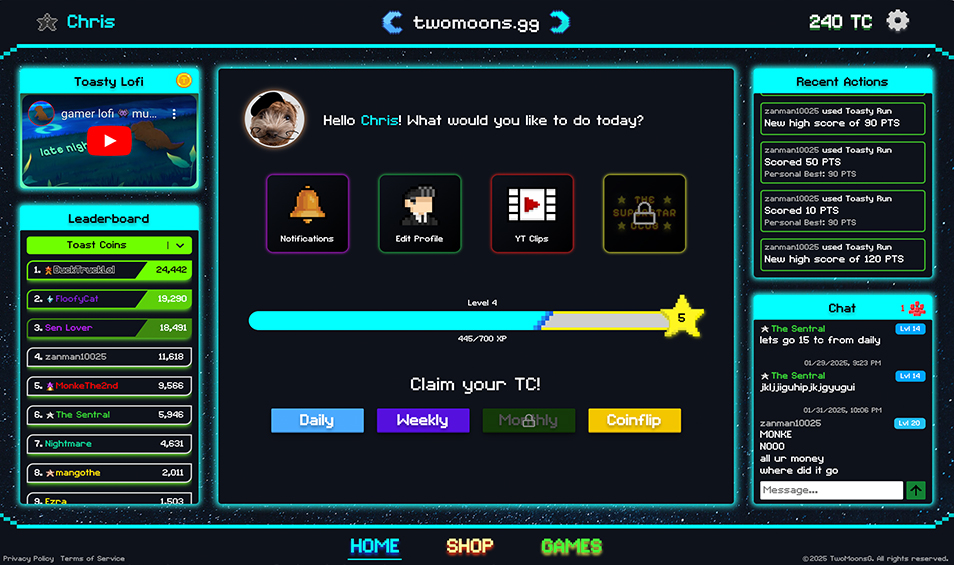 Chris
twomoons.gg
240 TC
Toasty Lofi
gamer lofi 👾 mu...
late nigh
Leaderboard
Toast Coins
1. DuckTruckLol 24,442
2. FloofyCat 19,290
3. Sen Lover 18,491
4. zanman10025 11,618
5. MonkeThe2nd 9,566
6. The Sentral 5,946
7. Nightmare 4,631
8. mangothe 2,011
9. Ezra 1,503
Hello Chris! What would you like to do today?
Notifications
Edit Profile
YT Clips
THE
SUPERSTAR
CLUB
Level 4
5
445/700 XP
Claim your TC!
Daily
Weekly
Monthly
Coinflip
Recent Actions
zanman10025 used Toasty Run
New high score of 90 PTS
zanman10025 used Toasty Run
Scored 50 PTS
Personal Best: 90 PTS
zanman10025 used Toasty Run
Scored 10 PTS
Personal Best: 90 PTS
zanman10025 used Toasty Run
New high score of 120 PTS
Chat
1
The Sentral Lvl 14
lets go 15 to from daily
01/29/2025, 9:23 PM
The Sentral Lvl 14
jkljjiguhipjkjgyugui
01/31/2025, 10:06 PM
zanman10025 Lvl 20
MONKE
NOOO
all ur money
where did it go
Message...
HOME
SHOP
GAMES
Privacy Policy Terms of Service
©2025 TwoMoonsG. All rights reserved.